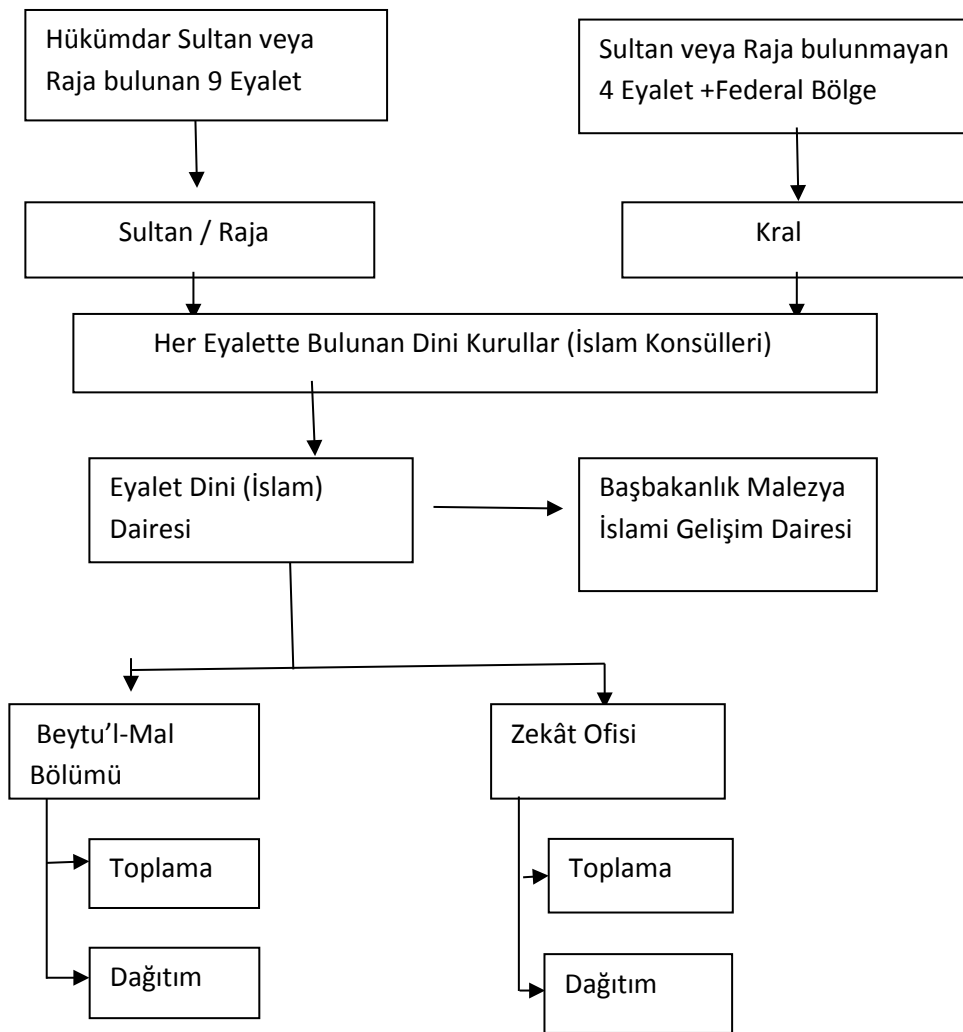 Hükümdar Sultan veya
Raja bulunan 9 Eyalet
Sultan veya Raja bulunmayan
4 Eyalet +Federal Bölge
Sultan / Raja
Kral
Her Eyalette Bulunan Dini Kurullar (İslam Konsülleri)
Eyalet Dini (İslam)
Dairesi
Başbakanlık Malezya
İslami Gelişim Dairesi
Beytu’l-Mal
Bölümü
Zekât Ofisi
Toplama
Toplama
Dağıtım
Dağıtım